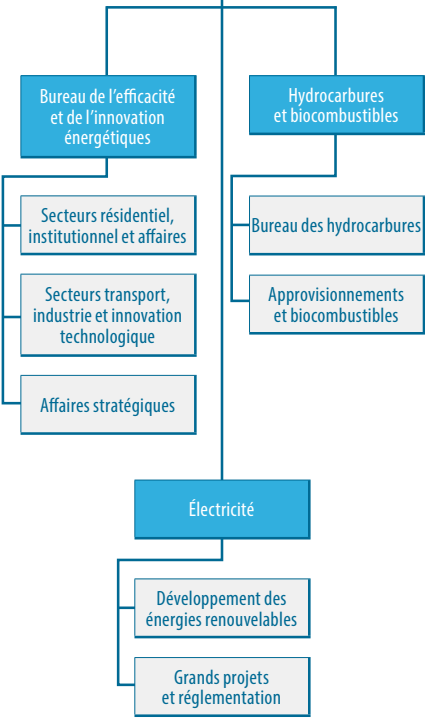 Bureau de l'efficacité
et de l'innovation
énergétiques
Secteurs résidentiel,
institutionnel et affaires
Secteurs transport,
industrie et innovation
technologique
Affaires stratégiques
Hydrocarbures
et biocombustibles
Bureau des hydrocarbures
Approvisionnements
et biocombustibles
Électricité
Développement des
énergies renouvelables
Grands projets
et réglementation